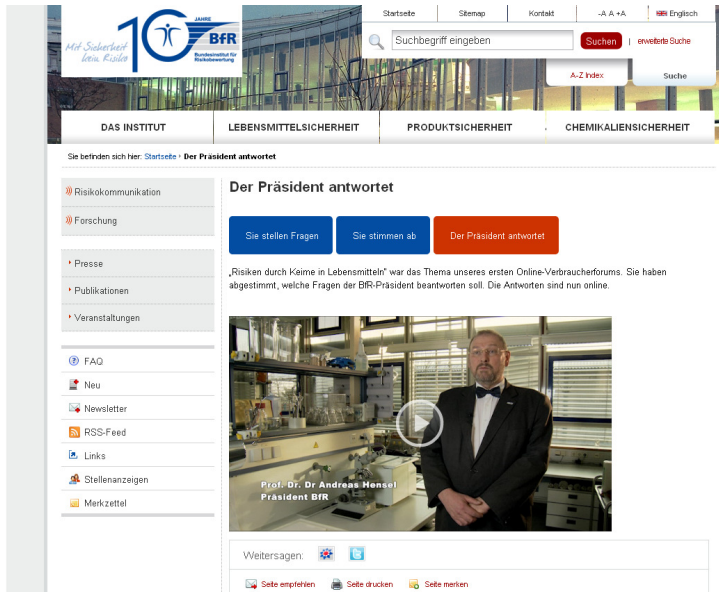 Startseite
Sitemap
Kontakt
-A A +A
Englisch
Mit Sicherheit
kein Risiko
10
JAHRE
BfR
Bundesinstitut für
Risikobewertung
Suchbegriff eingeben
Suchen
|
erweiterte Suche
A-Z Index
Suche
DAS INSTITUT
LEBENSMITTELSICHERHEIT
PRODUKTSICHERHEIT
CHEMIKALIENSICHERHEIT
Sie befinden sich hier: Startseite › Der Präsident antwortet
Risikokommunikation
Forschung
Presse
Publikationen
Veranstaltungen
FAQ
Neu
Newsletter
RSS-Feed
Links
Stellenanzeigen
Merkzettel
Der Präsident antwortet
Sie stellen Fragen
Sie stimmen ab
Der Präsident antwortet
„Risiken durch Keime in Lebensmitteln" war das Thema unseres ersten Online-Verbraucherforums. Sie haben
abgestimmt, welche Fragen der BfR-Präsident beantworten soll. Die Antworten sind nun online.
Prof. Dr. Dr Andreas Hensel
Präsident BfR
Weitersagen:
Seite empfehlen
Seite drucken
Seite merken